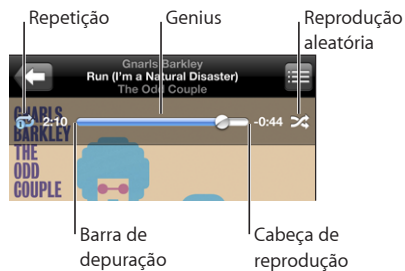 Repetição
Genius
Reprodução
aleatória
Gnarls Barkley
Run (I'm a Natural Disaster)
The Odd Couple
GNARLS
BARKLEY
2:10
-0:44
THE
ODD
COUPLE
Barra de
depuração
Cabeça de
reprodução